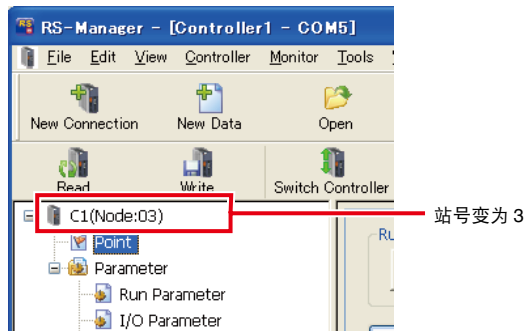 RS-Manager - [Controller1 - COM5]
File Edit View Controller Monitor Tools
New Connection New Data Open
Read Write Switch Controller
C1(Node:03)
站号变为 3
Point
Parameter
Run Parameter
I/O Parameter